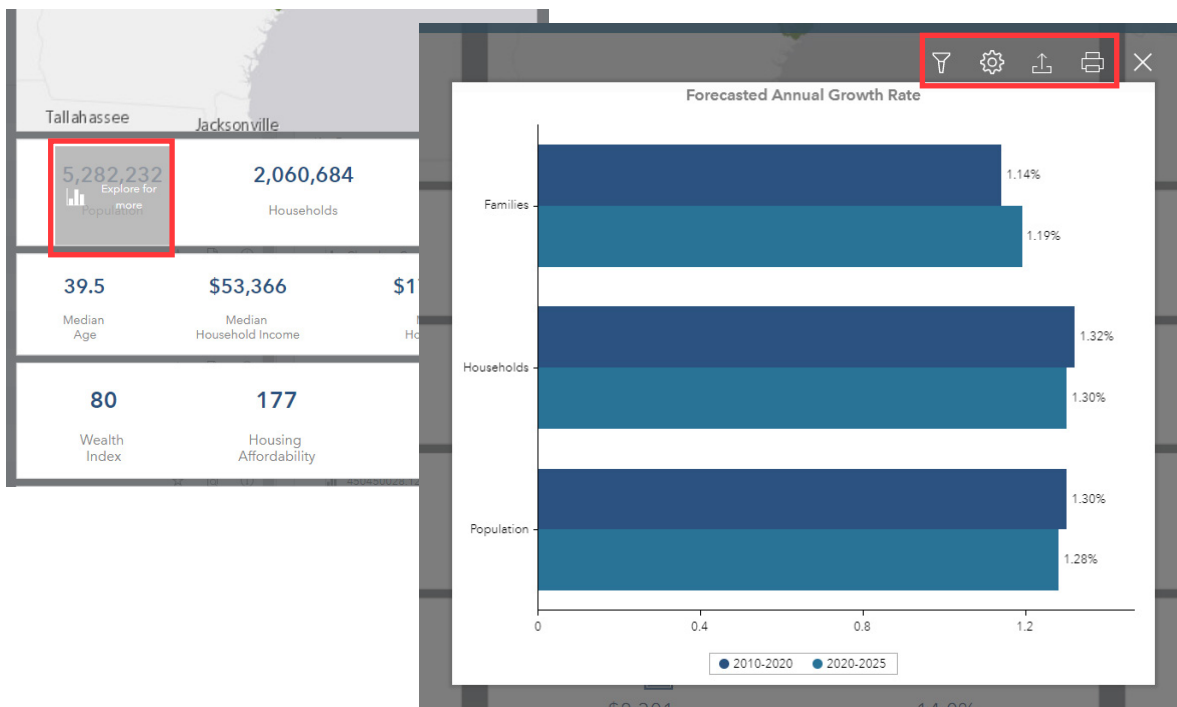 Tallahassee
Jacksonville
5,282,232
Explore for
more
Population
2,060,684
Households
39.5
Median
Age
$53,366
Median
Household Income
80
Wealth
Index
177
Housing
Affordability
Forecasted Annual Growth Rate
Families
1.14%
1.19%
Households
1.32%
1.30%
Population
1.30%
1.28%
0 0.4 0.8 1.2
2010-2020 2020-2025